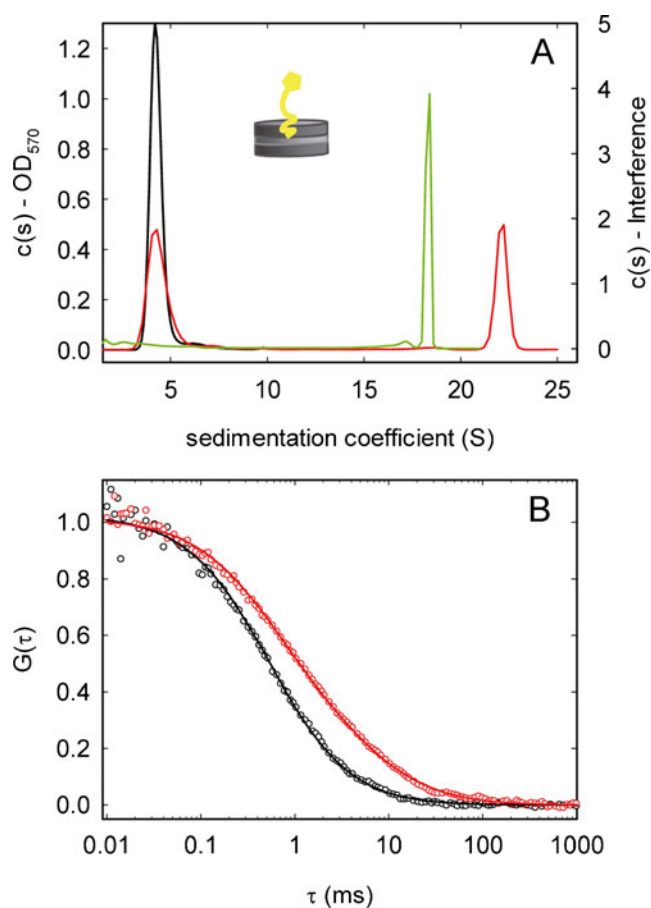 A
c(s) - OD₅₇₀
1.2
1.0
0.8
0.6
0.4
0.2
0.0
5
4
3
2
1
0
c(s) - Interference
5 10 15 20 25
sedimentation coefficient (S)
B
G(τ)
1.0
0.8
0.6
0.4
0.2
0.0
0.01 0.1 1 10 100 1000
τ (ms)